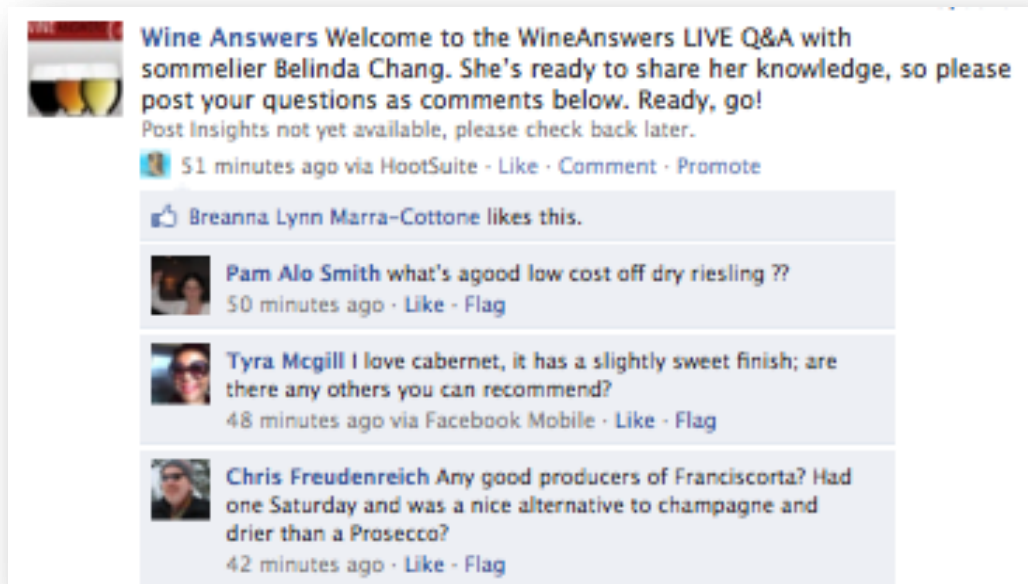 Wine Answers Welcome to the WineAnswers LIVE Q&A with
sommelier Belinda Chang. She's ready to share her knowledge, so please
post your questions as comments below. Ready, go!
Post Insights not yet available, please check back later.
51 minutes ago via HootSuite · Like · Comment · Promote
Breanna Lynn Marra-Cottone likes this.
Pam Alo Smith what's agood low cost off dry riesling ??
50 minutes ago · Like · Flag
Tyra Mcgill I love cabernet, it has a slightly sweet finish; are
there any others you can recommend?
48 minutes ago via Facebook Mobile · Like · Flag
Chris Freudenreich Any good producers of Franciscorta? Had
one Saturday and was a nice alternative to champagne and
drier than a Prosecco?
42 minutes ago · Like · Flag